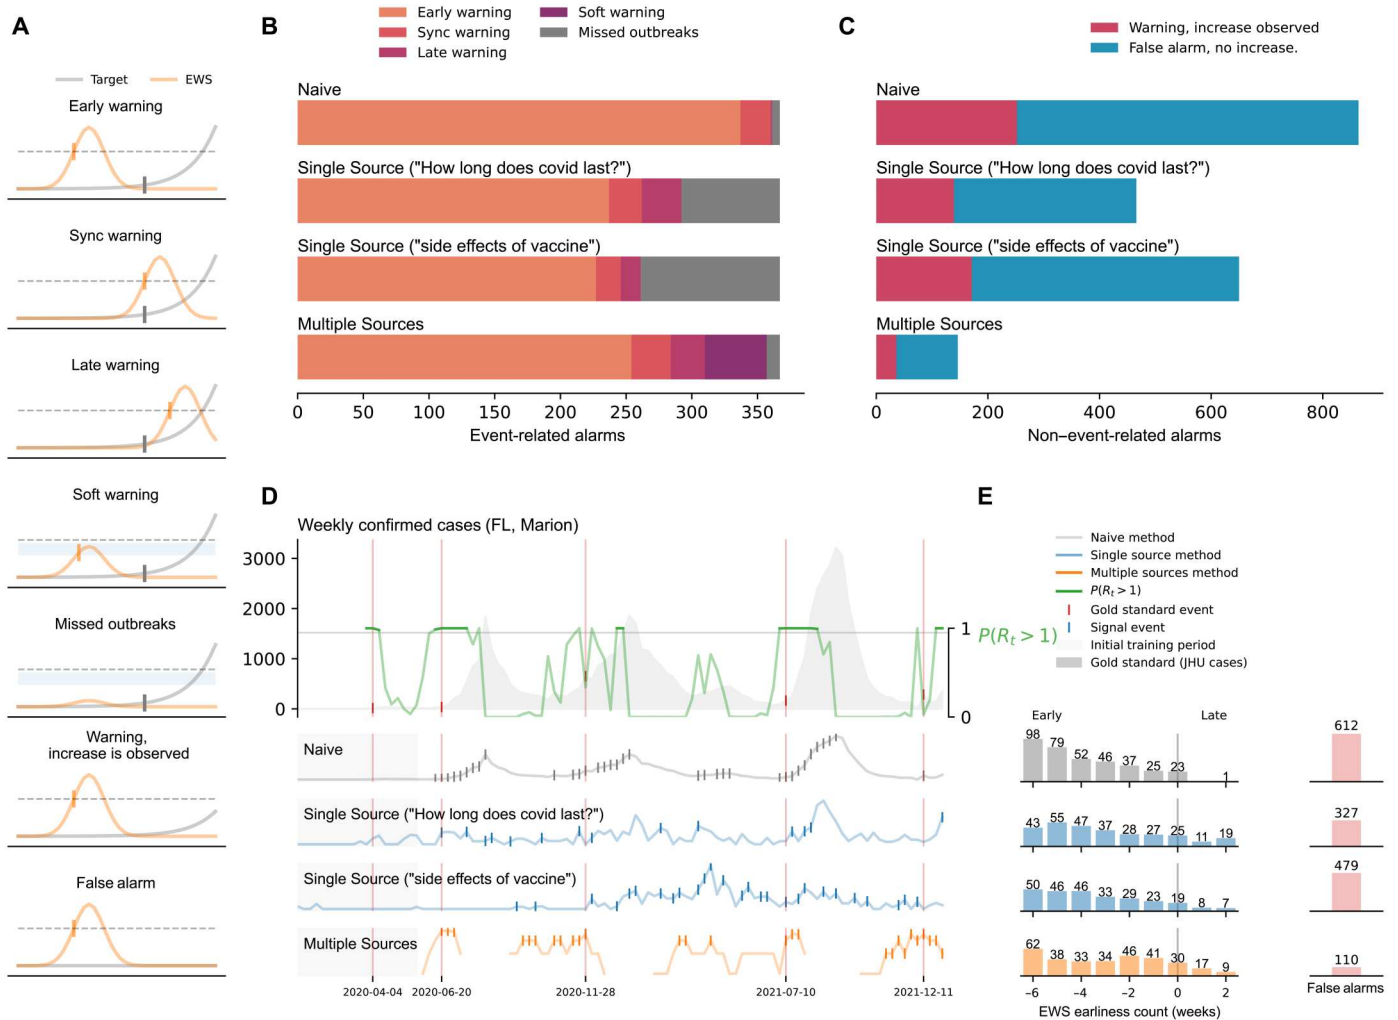 A
Target
EWS
Early warning
Sync warning
Late warning
Soft warning
Missed outbreaks
Warning,
increase is observed
False alarm
B
Early warning
Sync warning
Late warning
Soft warning
Missed outbreaks
Naive
Single Source ("How long does covid last?")
Single Source ("side effects of vaccine")
Multiple Sources
0 50 100 150 200 250 300 350
Event-related alarms
C
Warning, increase observed
False alarm, no increase.
Naive
Single Source ("How long does covid last?")
Single Source ("side effects of vaccine")
Multiple Sources
0 200 400 600 800
Non–event-related alarms
D
Weekly confirmed cases (FL, Marion)
3000
2000
1000
0
1
P(Rt > 1)
0
Naive
Single Source ("How long does covid last?")
Single Source ("side effects of vaccine")
Multiple Sources
2020-04-04 2020-06-20 2020-11-28 2021-07-10 2021-12-11
E
Naive method
Single source method
Multiple sources method
P(Rt > 1)
Gold standard event
Signal event
Initial training period
Gold standard (JHU cases)
Early Late
98 79 52 46 37 25 23 1
612
43 55 47 37 28 27 25 11 19
327
50 46 46 33 29 23 19 8 7
479
62 38 33 34 46 41 30 17 9
110
−6 −4 −2 0 2
False alarms
EWS earliness count (weeks)